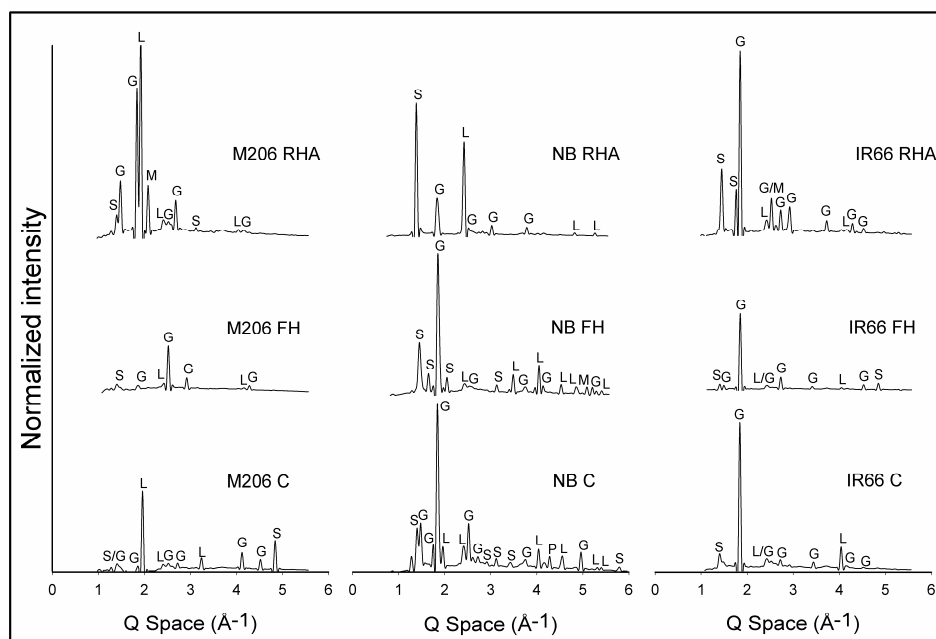 Normalized intensity
L
G
G
M
S
L G
G
S
L G
M206 RHA
S
L
G
G
G
G
L
L
NB RHA
G
S
S
G/M
L
G
G
G
L
G
G
IR66 RHA
G
S
G
L
G
L G
M206 FH
G
S
S
S
L G
S
L
G
L
G
L
L
M
G
L
NB FH
G
S G
L/G
G
G
L
G
S
IR66 FH
L
S/G
G
L G G
L
G
G
S
M206 C
G
S
G
G
L
L
G
G
S
S
S
G
L
P
L
G
L
L
S
NB C
G
S
L/G
G
G
L
G
G
IR66 C
0 1 2 3 4 5 6
0 1 2 3 4 5 6
0 1 2 3 4 5 6
Q Space (Å-1) Q Space (Å-1) Q Space (Å-1)